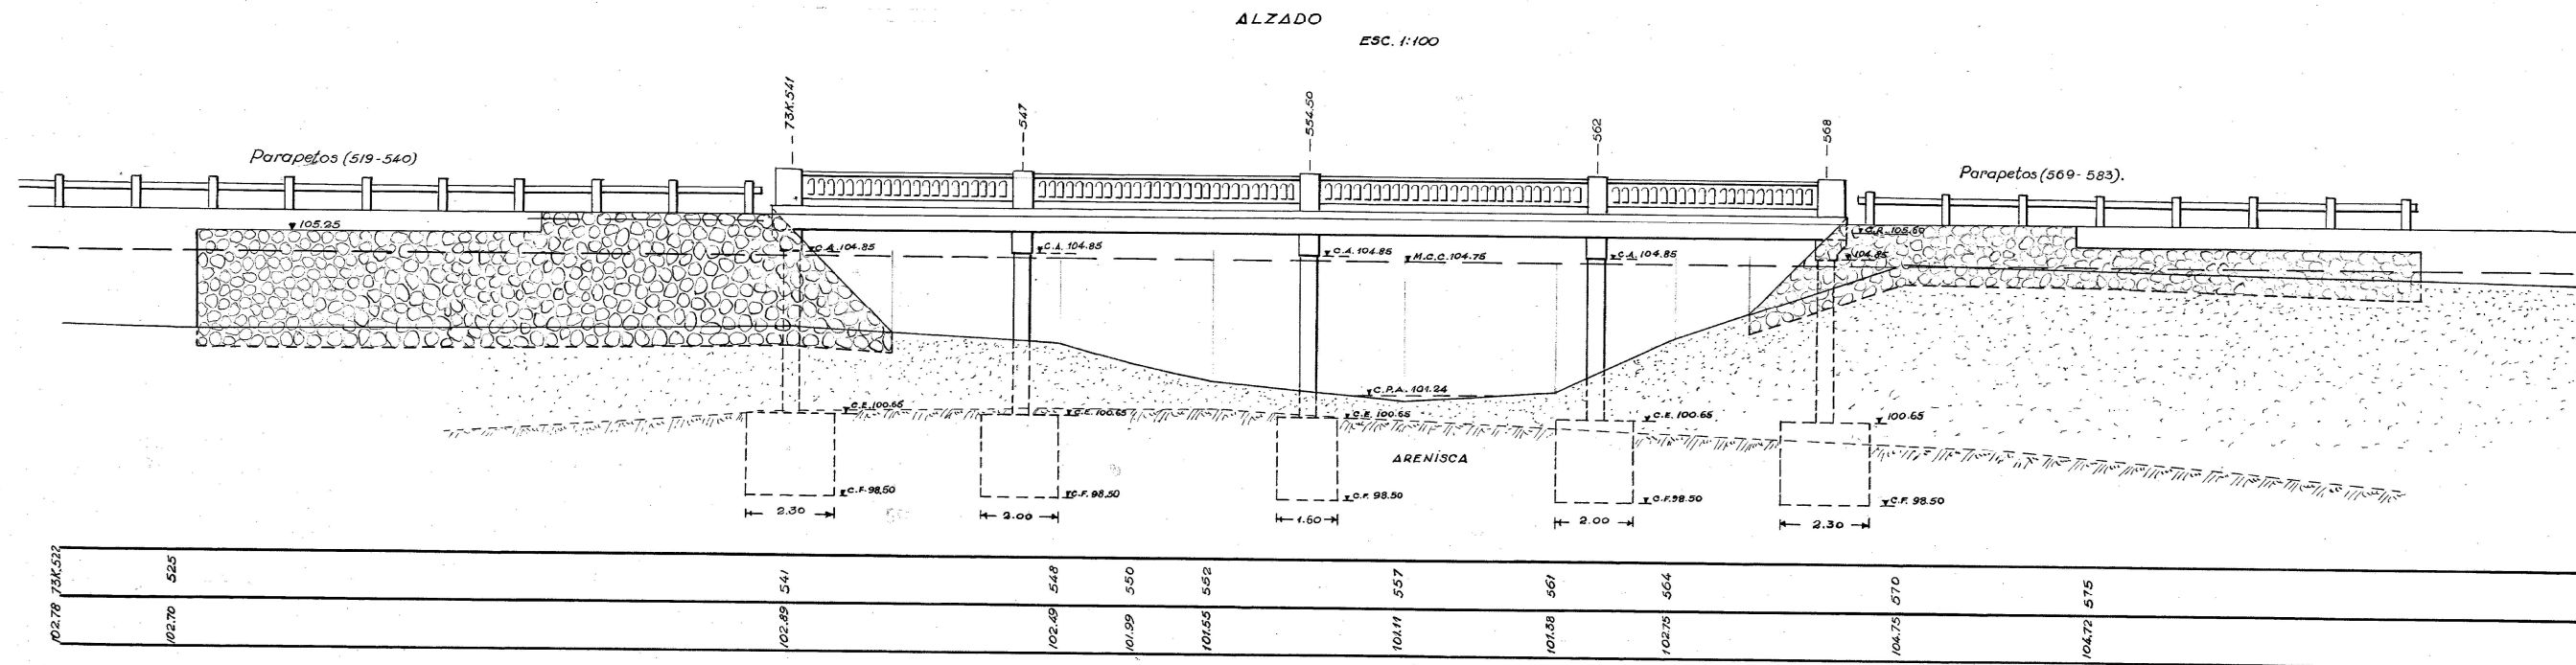 ALZADO
ESC. 1:100
73K.541
547
554.50
562
568
Parapetos (519-540)
Parapetos (569-583).
105.25
C.A. 104.85
C.A. 104.85
C.A. 104.85
M.C.C. 104.75
C.A. 104.85
C.R. 105.60
104.85
C.P.A. 101.24
C.E. 100.65
C.E. 100.65
C.E. 100.65
C.E. 100.65
100.65
ARENISCA
C.F. 98.50
C.F. 98.50
C.F. 98.50
C.F. 98.50
C.F. 98.50
2.30
2.00
1.60
2.00
2.30
73K.522
525
541
548
550
552
557
561
564
570
575
102.78
102.70
102.89
102.49
101.99
101.55
101.11
101.38
102.75
104.75
104.72